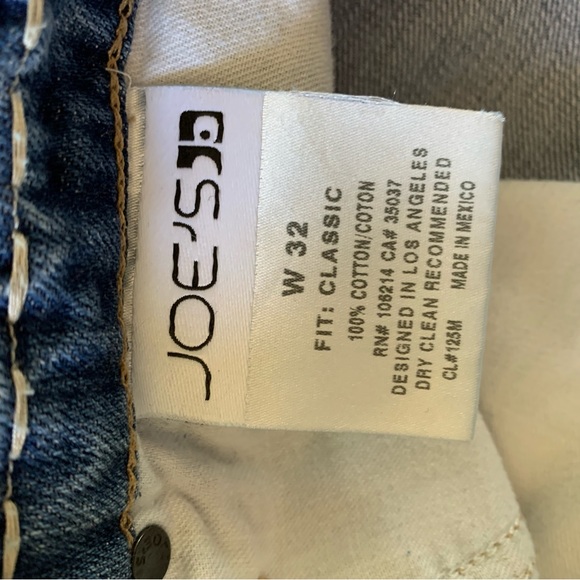 JOE'S
W 32
FIT: CLASSIC
100% COTTON/COTON
RN# 106214 CA# 35037
DESIGNED IN LOS ANGELES
DRY CLEAN RECOMMENDED
CL#125M MADE IN MEXICO